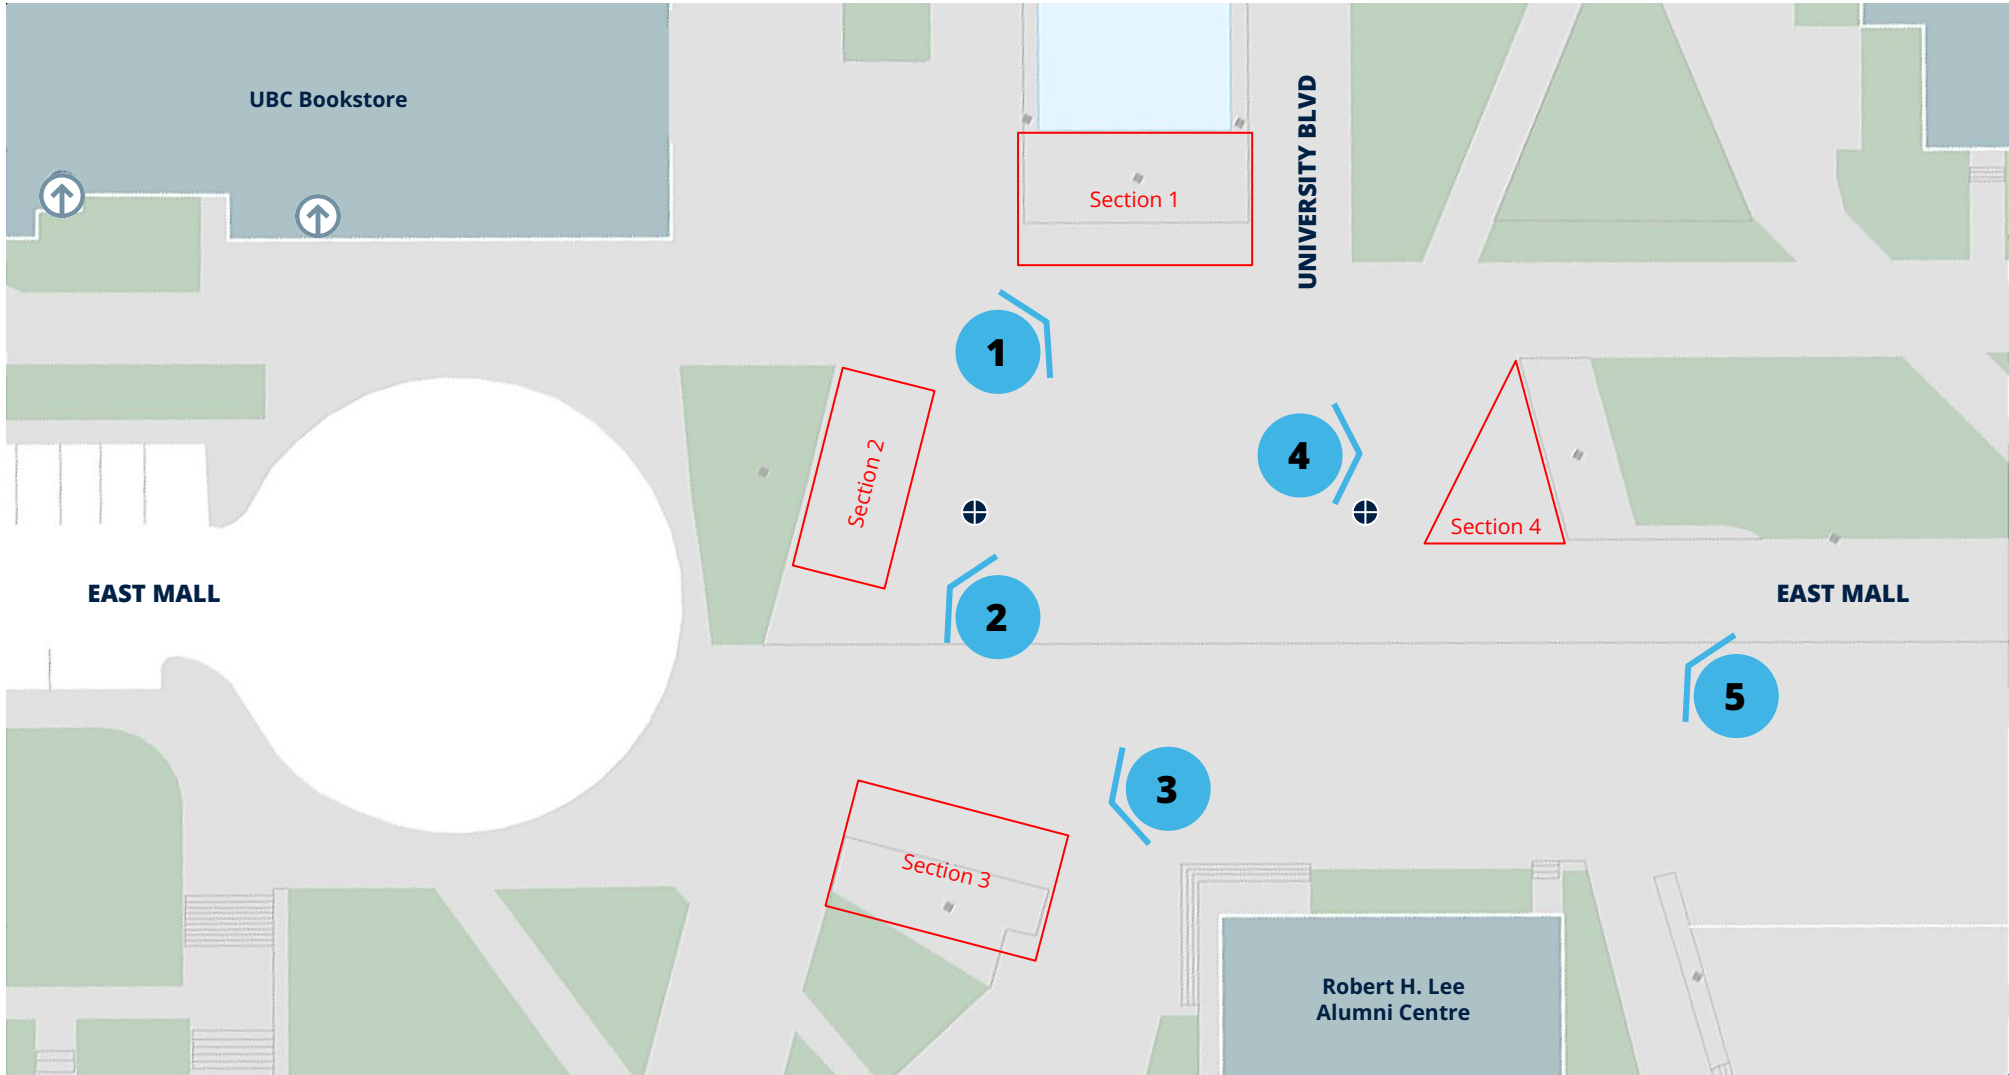 UBC Bookstore
UNIVERSITY BLVD
Section 1
1
Section 2
4
Section 4
EAST MALL
2
EAST MALL
5
3
Section 3
Robert H. Lee
Alumni Centre